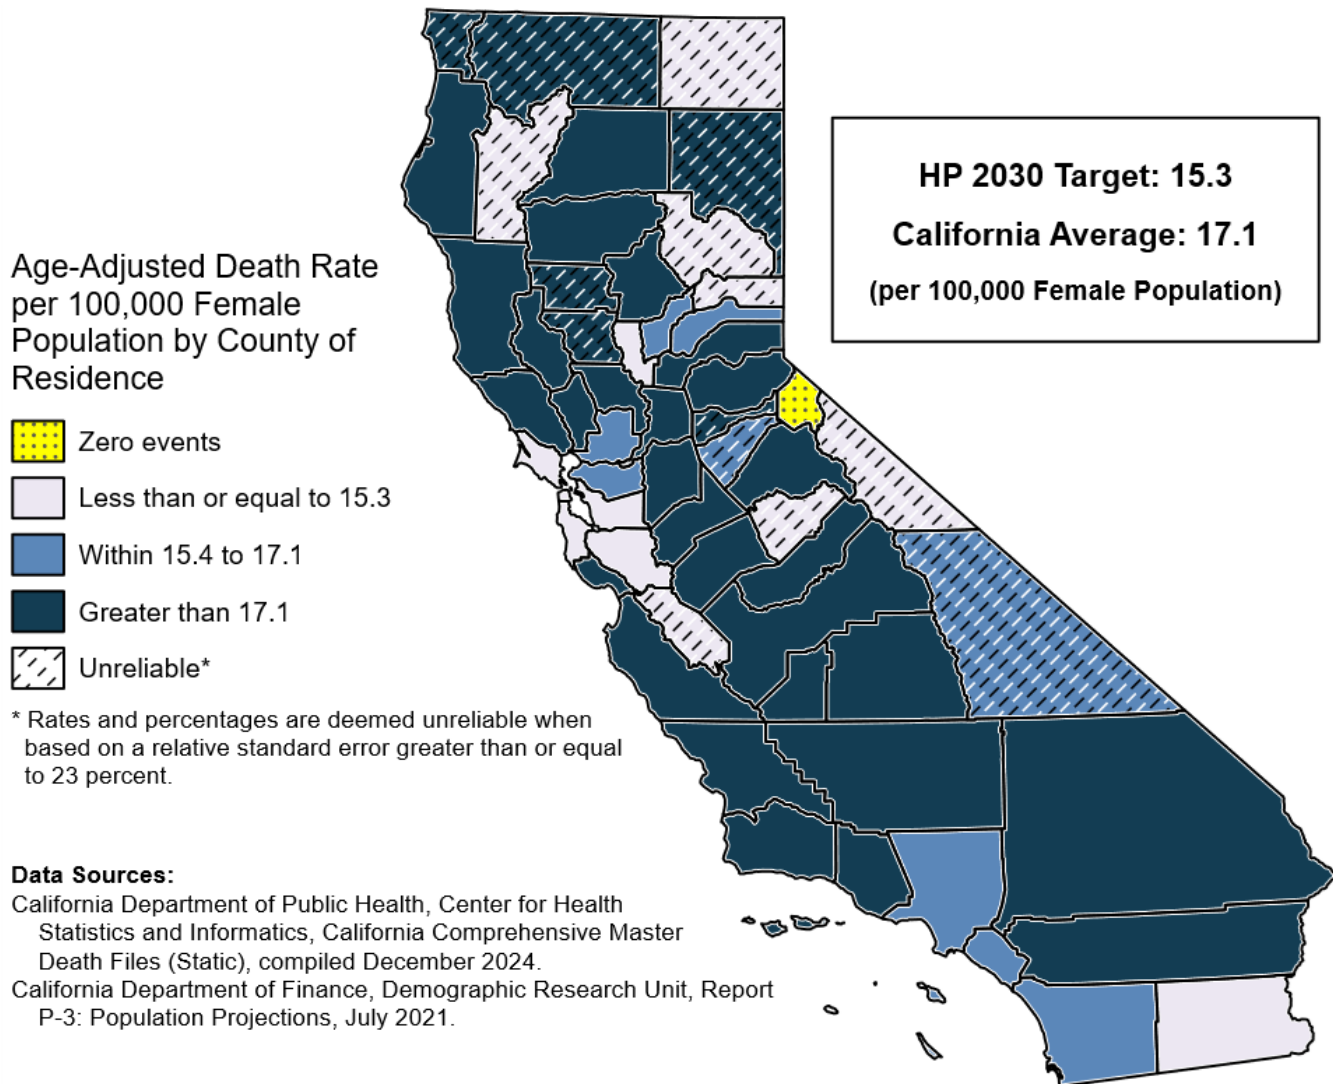 HP 2030 Target: 15.3
California Average: 17.1
(per 100,000 Female Population)
Age-Adjusted Death Rate
per 100,000 Female
Population by County of
Residence
Zero events
Less than or equal to 15.3
Within 15.4 to 17.1
Greater than 17.1
Unreliable*
* Rates and percentages are deemed unreliable when
based on a relative standard error greater than or equal
to 23 percent.
Data Sources:
California Department of Public Health, Center for Health
Statistics and Informatics, California Comprehensive Master
Death Files (Static), compiled December 2024.
California Department of Finance, Demographic Research Unit, Report
P-3: Population Projections, July 2021.